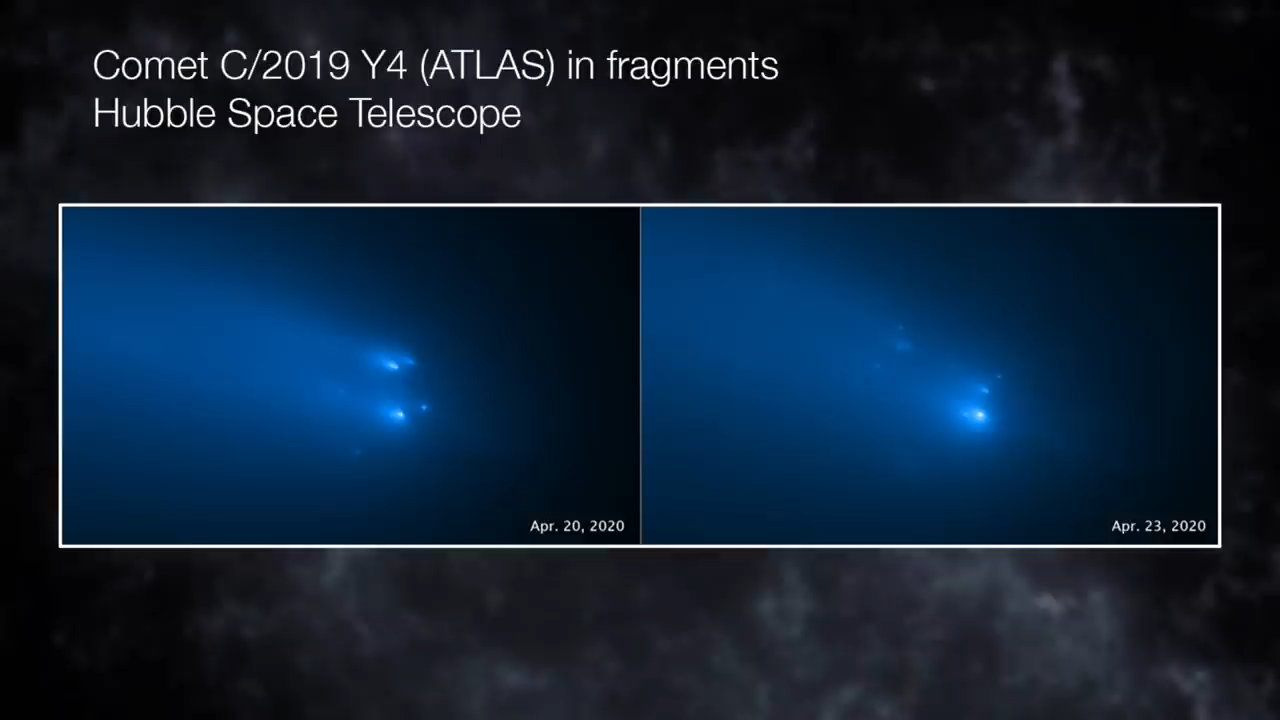 Comet C/2019 Y4 (ATLAS) in fragments
Hubble Space Telescope
Apr. 20, 2020
Apr. 23, 2020